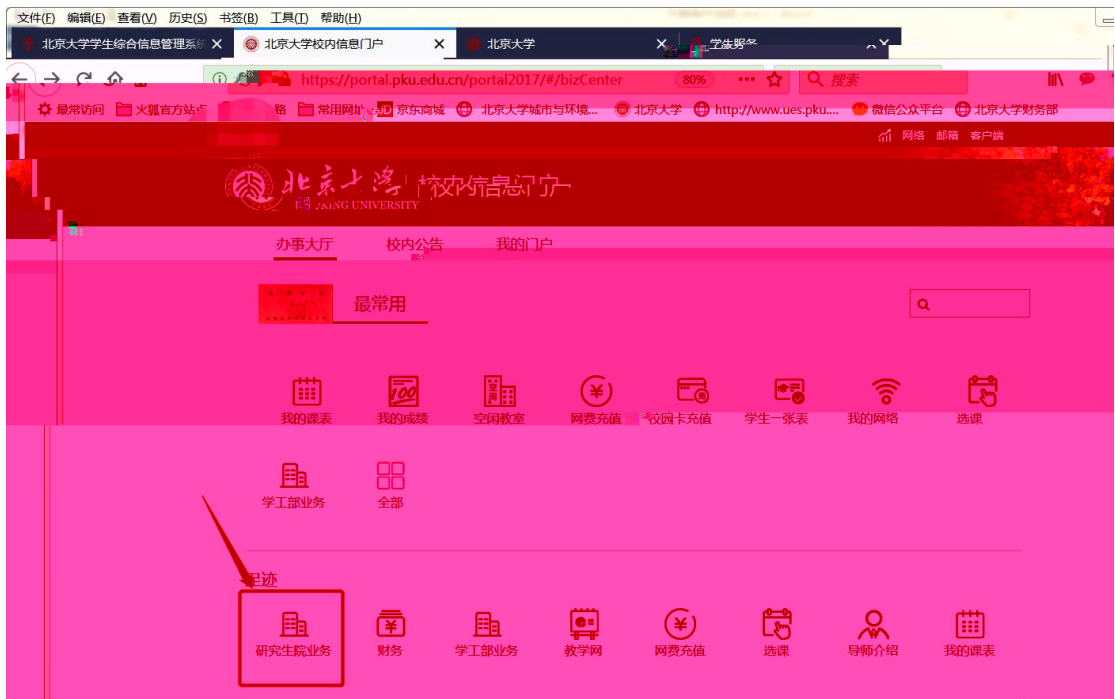 文件(F) 编辑(E) 查看(V) 历史(S) 书签(B) 工具(T) 帮助(H)
北京大学学生综合信息管理系统 北京大学校内信息门户 北京大学
https://portal.pku.edu.cn/portal2017/#/bizCenter 80% 搜索
最常访问 火狐官方站点 常用网址 京东商城 北京大学城市与环境... 北京大学 http://www.ues.pku.... 微信公众平台 北京大学财务部
网络 邮箱 客户端
北京大学 校内信息门户
UNIVERSITY
办事大厅 校内公告 我的门户
最常用
我的课表 我的成绩 空闲教室 网费充值 校园卡充值 学生一张表 我的网络 选课
学工部业务 全部
足迹
研究生院业务 财务 学工部业务 教学网 网费充值 选课 导师介绍 我的课表